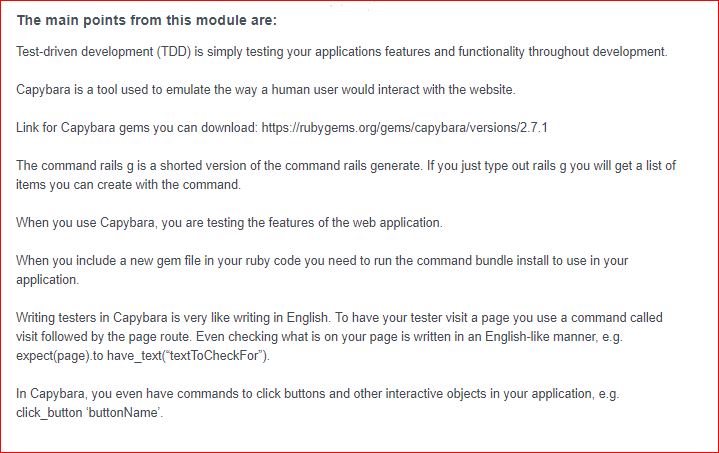 The main points from this module are:
Test-driven development (TDD) is simply testing your applications features and functionality throughout development.
Capybara is a tool used to emulate the way a human user would interact with the website.
Link for Capybara gems you can download: https://rubygems.org/gems/capybara/versions/2.7.1
The command rails g is a shorted version of the command rails generate. If you just type out rails g you will get a list of
items you can create with the command.
When you use Capybara, you are testing the features of the web application.
When you include a new gem file in your ruby code you need to run the command bundle install to use in your
application.
Writing testers in Capybara is very like writing in English. To have your tester visit a page you use a command called
visit followed by the page route. Even checking what is on your page is written in an English-like manner, e.g.
expect(page).to have_text(“textToCheckFor”).
In Capybara, you even have commands to click buttons and other interactive objects in your application, e.g.
click_button ‘buttonName’.